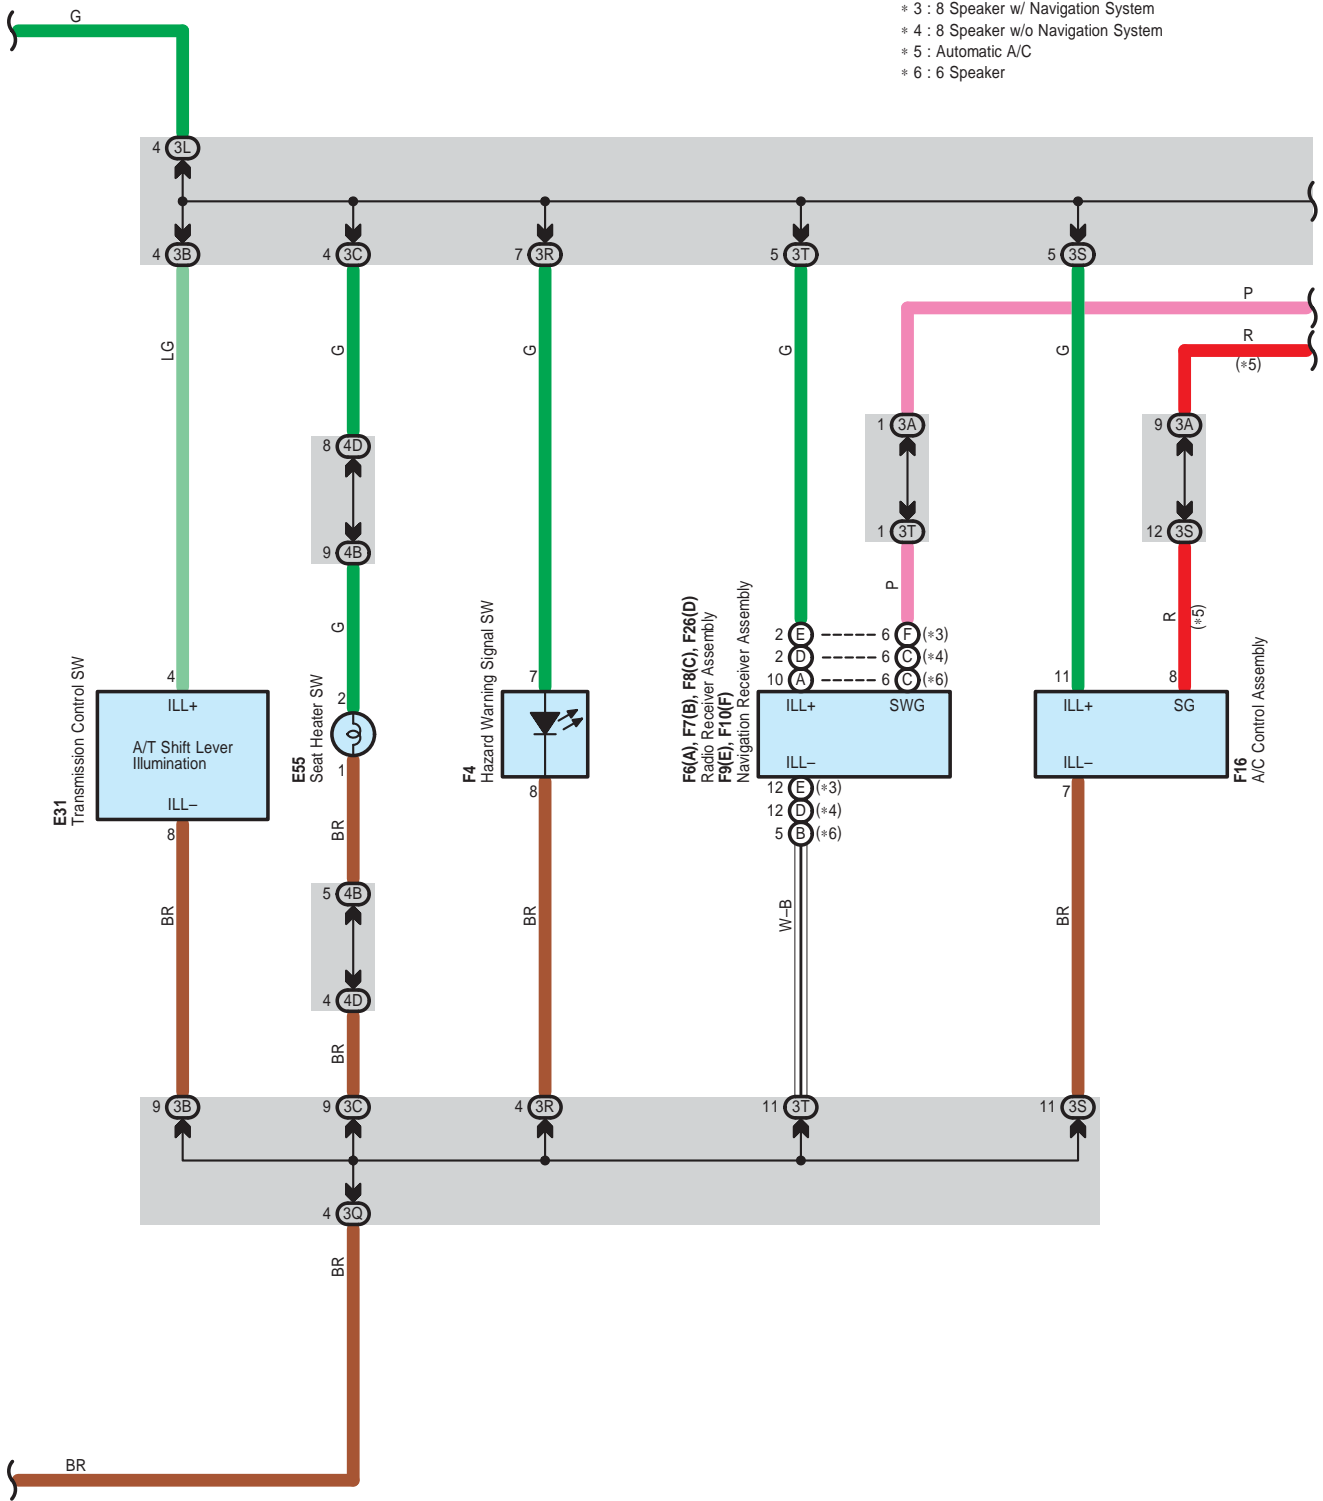 ∗ 3 : 8 Speaker w/ Navigation System
∗ 4 : 8 Speaker w/o Navigation System
∗ 5 : Automatic A/C
∗ 6 : 6 Speaker
G
4 3L
4 3B
4 3C
7 3R
5 3T
5 3S
P
R
(∗5)
LG
G
G
G
G
1 3A
9 3A
8 4D
1 3T
12 3S
9 4B
P
R
(∗5)
G
2 E 6 F (∗3)
2 D 6 C (∗4)
10 A 6 C (∗6)
4
2
7
11
8
ILL+
ILL+
SWG
ILL+
SG
A/T Shift Lever
Illumination
ILL–
ILL–
ILL–
E31
Transmission Control SW
E55
Seat Heater SW
F4
Hazard Warning Signal SW
F6(A), F7(B), F8(C), F26(D)
Radio Receiver Assembly
F9(E), F10(F)
Navigation Receiver Assembly
F16
A/C Control Assembly
8
1
8
12 E (∗3)
12 D (∗4)
5 B (∗6)
7
BR
BR
BR
W–B
BR
5 4B
4 4D
BR
9 3B
9 3C
4 3R
11 3T
11 3S
4 3Q
BR
BR